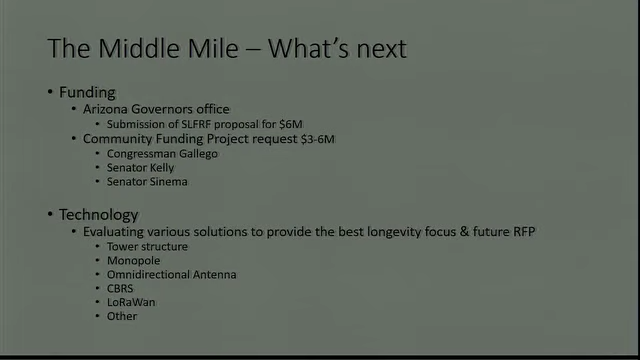 The Middle Mile – What's next
• Funding
• Arizona Governors office
• Submission of SLFRF proposal for $6M
• Community Funding Project request $3-6M
• Congressman Gallego
• Senator Kelly
• Senator Sinema
• Technology
• Evaluating various solutions to provide the best longevity focus & future RFP
• Tower structure
• Monopole
• Omnidirectional Antenna
• CBRS
• LoRaWan
• Other